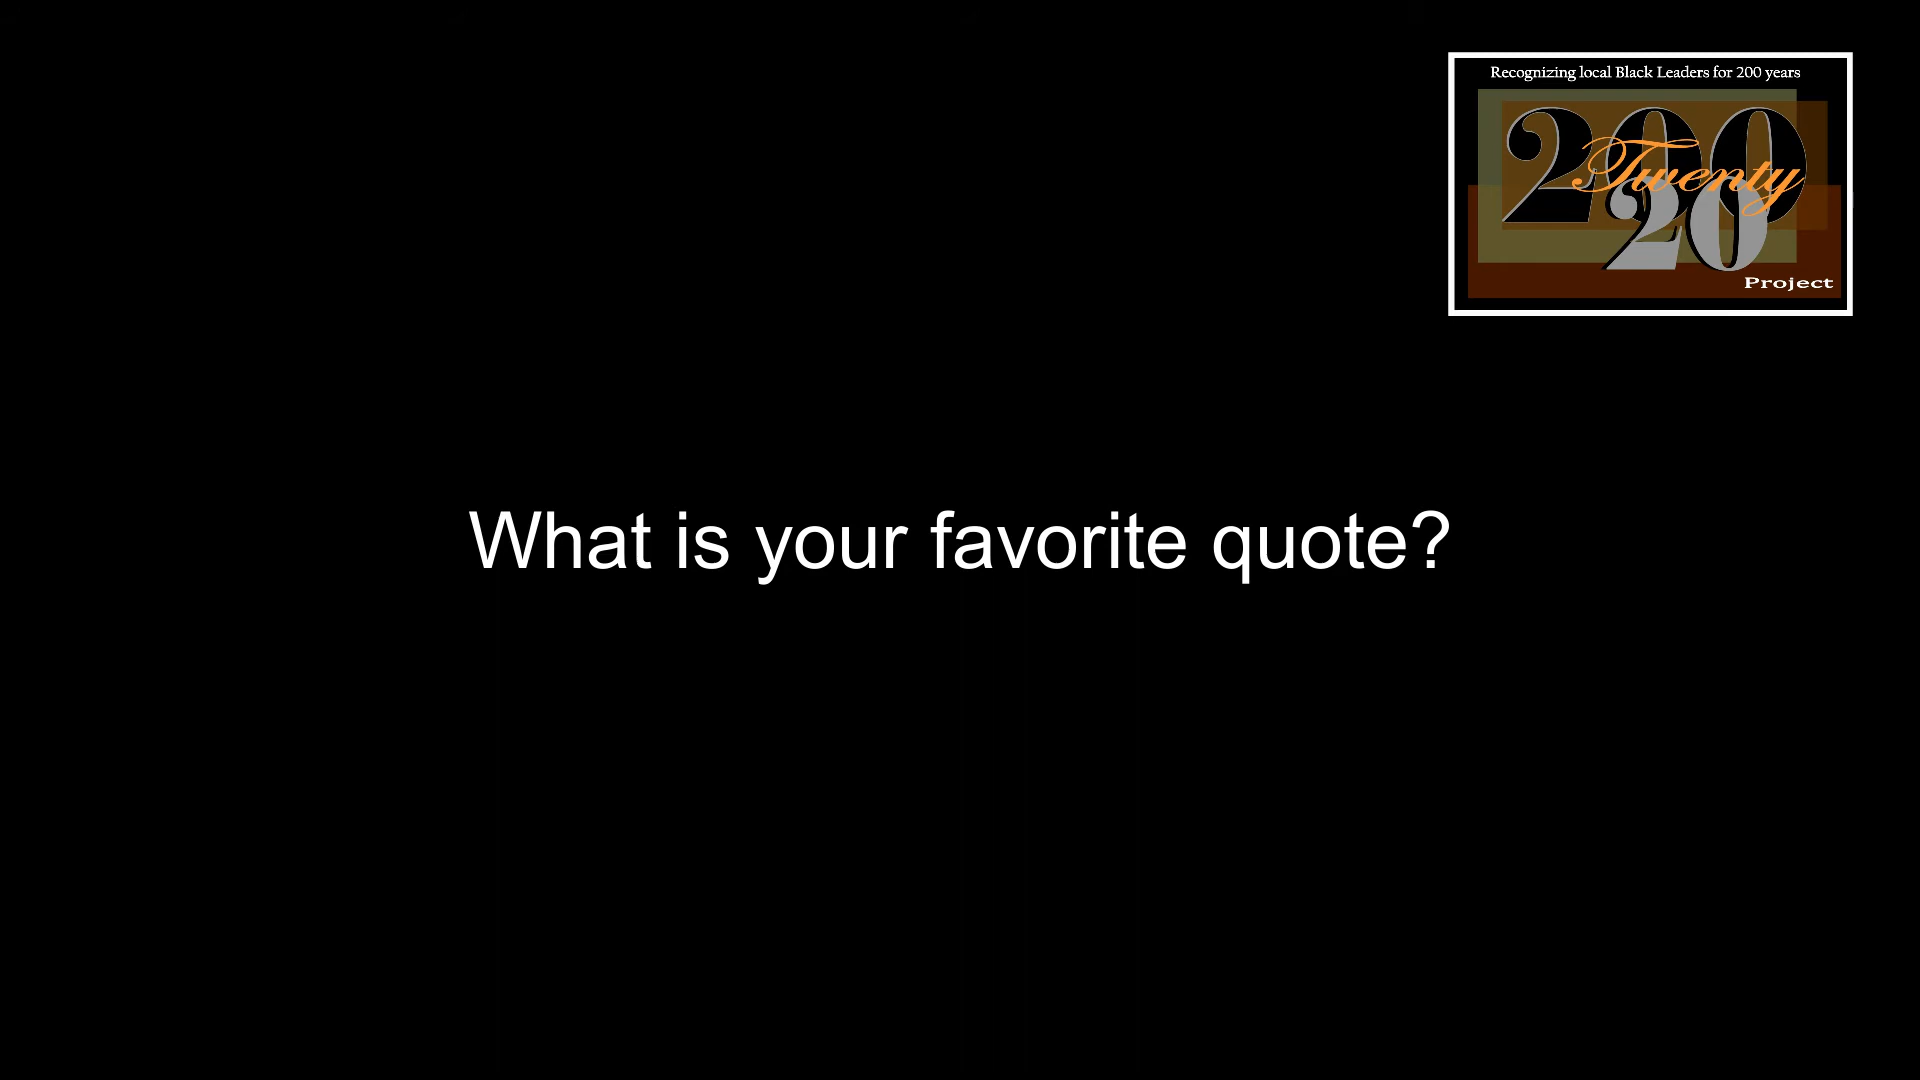 Recognizing local Black Leaders for 200 years
200
Twenty
20
Project
What is your favorite quote?